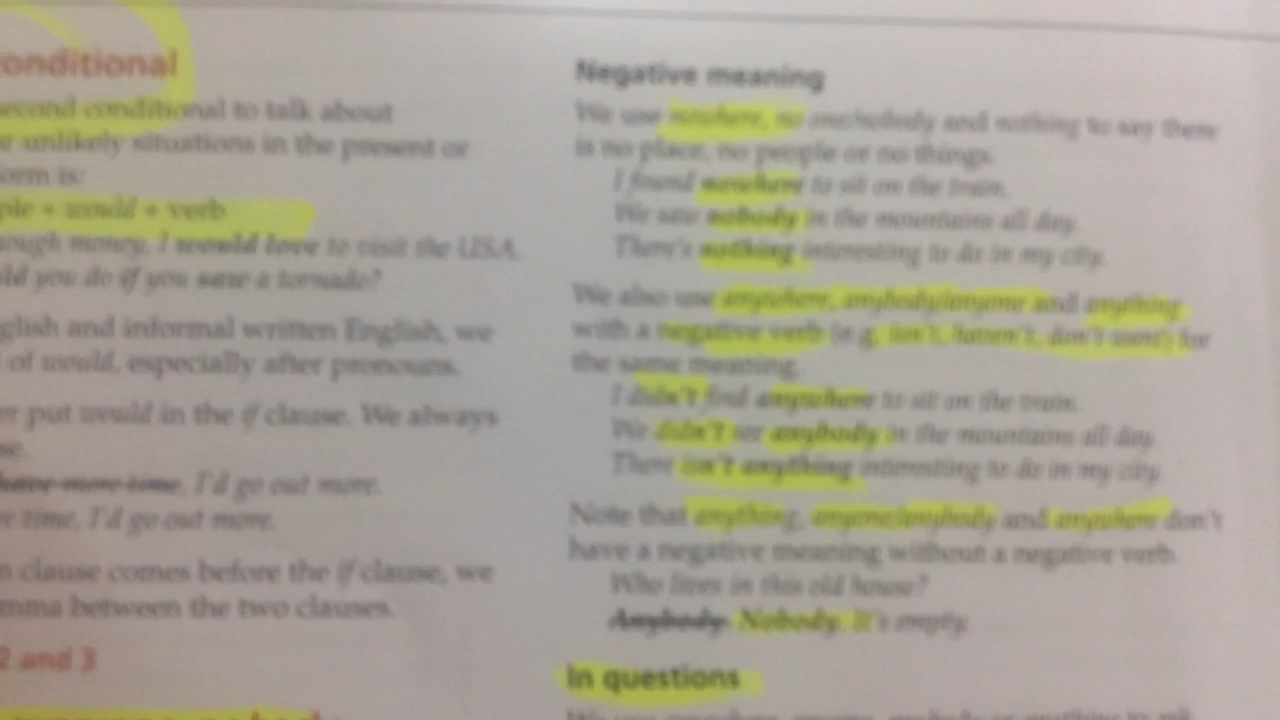 onditional
second conditional to talk about
unlikely situations in the present or
orm is:
ple + would + verb
ough money, I would love to visit the USA.
ld you do if you saw a tornado?
glish and informal written English, we
of would, especially after pronouns.
er put would in the if clause. We always
se.
have more time, I'd go out more.
time, I'd go out more.
n clause comes before the if clause, we
mma between the two clauses.
2 and 3
Negative meaning
We use nowhere, no one/nobody and nothing to say there
is no place, no people or no things.
I found nowhere to sit on the train.
We saw nobody in the mountains all day.
There's nothing interesting to do in my city.
We also use anywhere, anybody/anyone and anything
with a negative verb (e.g. isn't, haven't, don't want) for
the same meaning.
I didn't find anywhere to sit on the train.
We didn't see anybody in the mountains all day.
There isn't anything interesting to do in my city.
Note that anything, anyone/anybody and anywhere don't
have a negative meaning without a negative verb.
Who lives in this old house?
Anybody. Nobody. It's empty.
In questions